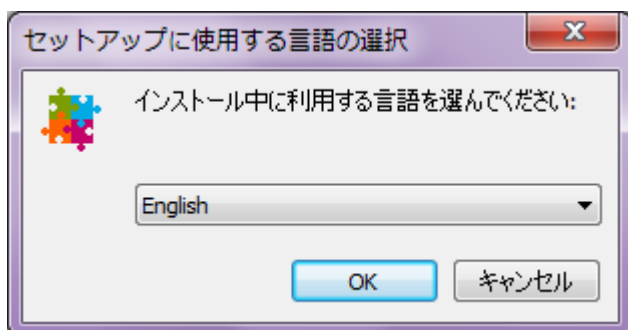 セットアップに使用する言語の選択
インストール中に利用する言語を選んでください:
English
OK
キャンセル